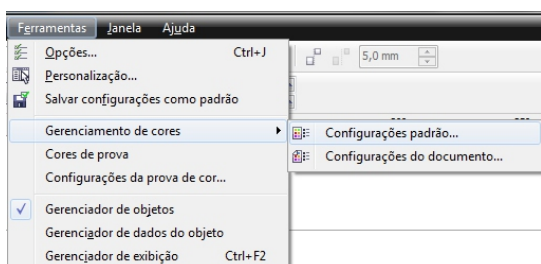 Ferramentas Janela Ajuda
Opções... Ctrl+J
5,0 mm
Personalização...
Salvar configurações como padrão
Gerenciamento de cores
Configurações padrão...
Cores de prova
Configurações do documento...
Configurações da prova de cor...
Gerenciador de objetos
Gerenciador de dados do objeto
Gerenciador de exibição Ctrl+F2